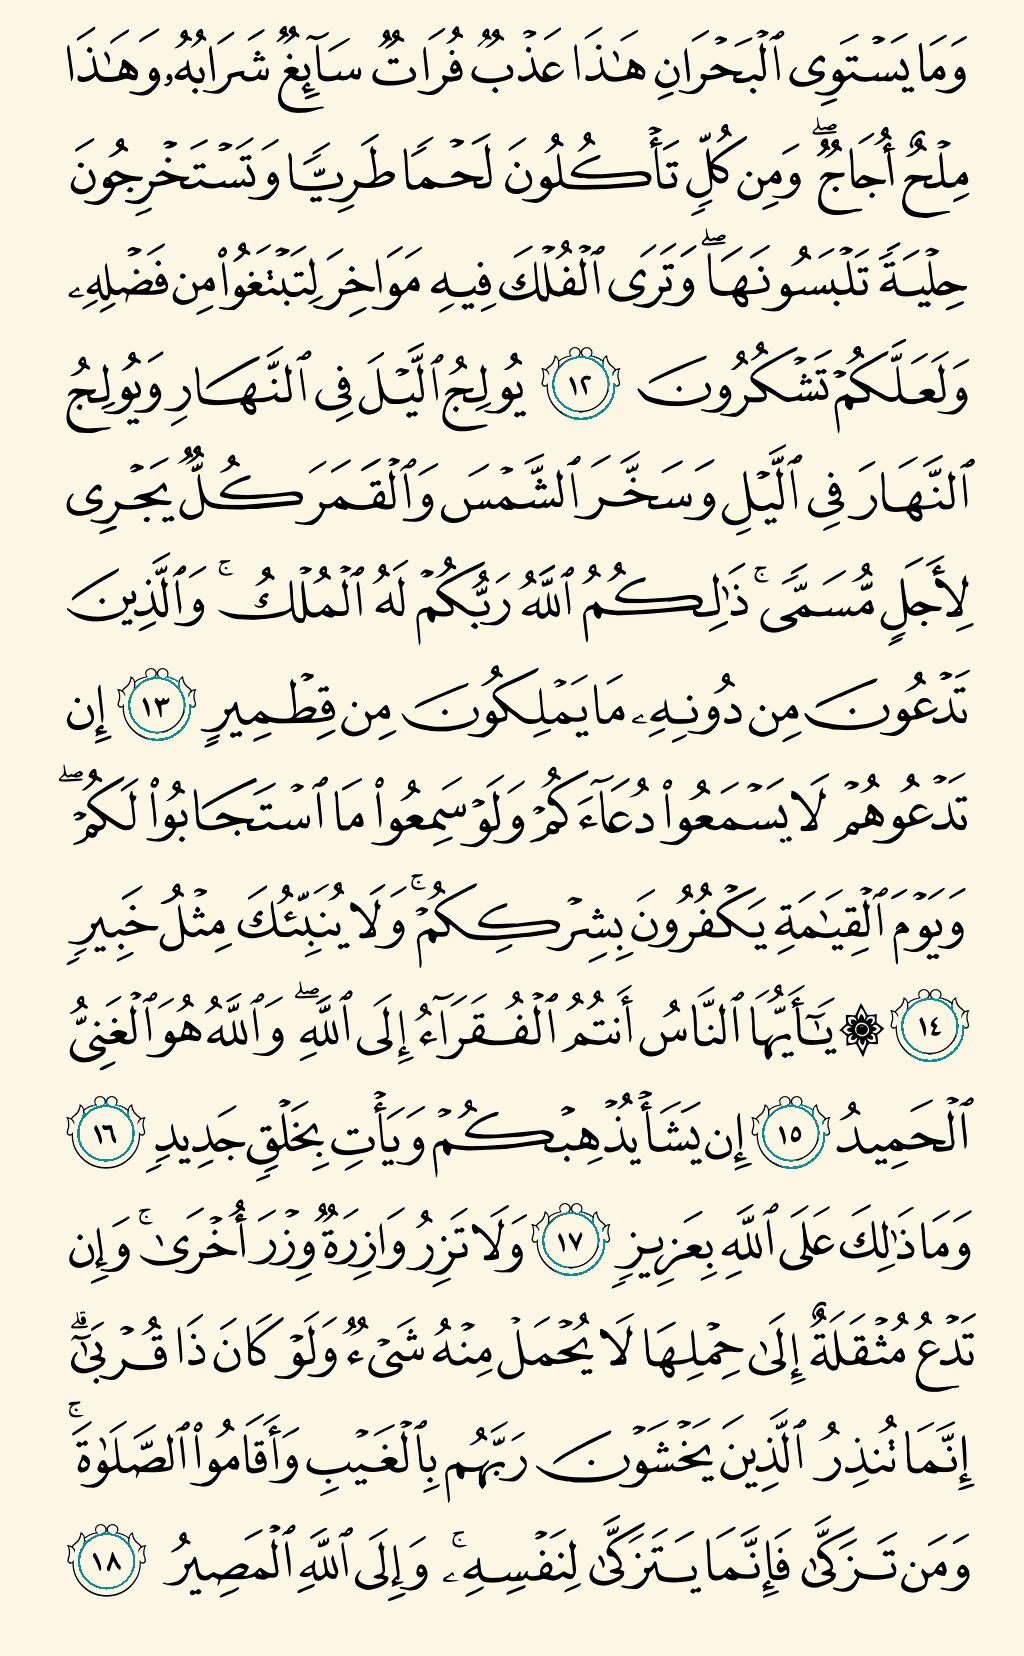 وَمَا يَسْتَوِى ٱلْبَحْرَانِ هَٰذَا عَذْبٌ فُرَاتٌ سَآئِغٌ شَرَابُهُۥ وَهَٰذَا
مِلْحٌ أُجَاجٌ ۖ وَمِن كُلٍّ تَأْكُلُونَ لَحْمًا طَرِيًّا وَتَسْتَخْرِجُونَ
حِلْيَةً تَلْبَسُونَهَا ۖ وَتَرَى ٱلْفُلْكَ فِيهِ مَوَاخِرَ لِتَبْتَغُوا۟ مِن فَضْلِهِۦ
وَلَعَلَّكُمْ تَشْكُرُونَ ١٢ يُولِجُ ٱلَّيْلَ فِى ٱلنَّهَارِ وَيُولِجُ
ٱلنَّهَارَ فِى ٱلَّيْلِ وَسَخَّرَ ٱلشَّمْسَ وَٱلْقَمَرَ كُلٌّ يَجْرِى
لِأَجَلٍ مُّسَمًّى ۚ ذَٰلِكُمُ ٱللَّهُ رَبُّكُمْ لَهُ ٱلْمُلْكُ ۚ وَٱلَّذِينَ
تَدْعُونَ مِن دُونِهِۦ مَا يَمْلِكُونَ مِن قِطْمِيرٍ ١٣ إِن
تَدْعُوهُمْ لَا يَسْمَعُوا۟ دُعَآءَكُمْ وَلَوْ سَمِعُوا۟ مَا ٱسْتَجَابُوا۟ لَكُمْ ۖ
وَيَوْمَ ٱلْقِيَٰمَةِ يَكْفُرُونَ بِشِرْكِكُمْ ۚ وَلَا يُنَبِّئُكَ مِثْلُ خَبِيرٍ
١٤ ۞ يَٰٓأَيُّهَا ٱلنَّاسُ أَنتُمُ ٱلْفُقَرَآءُ إِلَى ٱللَّهِ ۖ وَٱللَّهُ هُوَ ٱلْغَنِىُّ
ٱلْحَمِيدُ ١٥ إِن يَشَأْ يُذْهِبْكُمْ وَيَأْتِ بِخَلْقٍ جَدِيدٍ ١٦
وَمَا ذَٰلِكَ عَلَى ٱللَّهِ بِعَزِيزٍ ١٧ وَلَا تَزِرُ وَازِرَةٌ وِزْرَ أُخْرَىٰ ۚ وَإِن
تَدْعُ مُثْقَلَةٌ إِلَىٰ حِمْلِهَا لَا يُحْمَلْ مِنْهُ شَىْءٌ وَلَوْ كَانَ ذَا قُرْبَىٰٓ ۗ
إِنَّمَا تُنذِرُ ٱلَّذِينَ يَخْشَوْنَ رَبَّهُم بِٱلْغَيْبِ وَأَقَامُوا۟ ٱلصَّلَوٰةَ ۚ
وَمَن تَزَكَّىٰ فَإِنَّمَا يَتَزَكَّىٰ لِنَفْسِهِۦ ۚ وَإِلَى ٱللَّهِ ٱلْمَصِيرُ ١٨